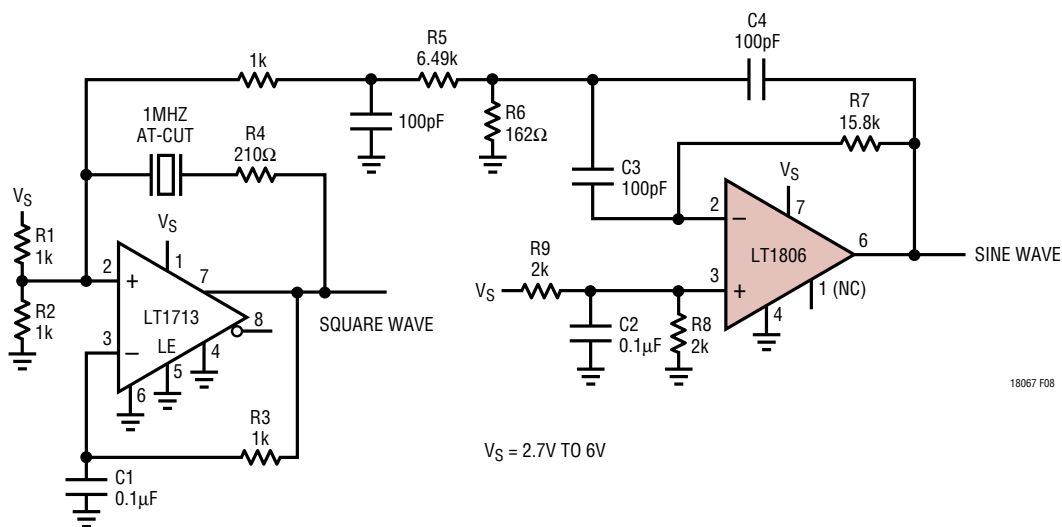 C4
100pF
R5
6.49k
1k
R7
15.8k
100pF
R6
162Ω
1MHZ
AT-CUT
R4
210Ω
C3
100pF
VS
R1
1k
VS
VS
7
2
−
LT1806
6
SINE WAVE
R9
2k
VS
3
+
1 (NC)
4
2
+
1
7
R2
1k
LT1713
8
SQUARE WAVE
3
−
LE
4
5
6
C2
0.1µF
R8
2k
18067 F08
R3
1k
VS = 2.7V TO 6V
C1
0.1µF